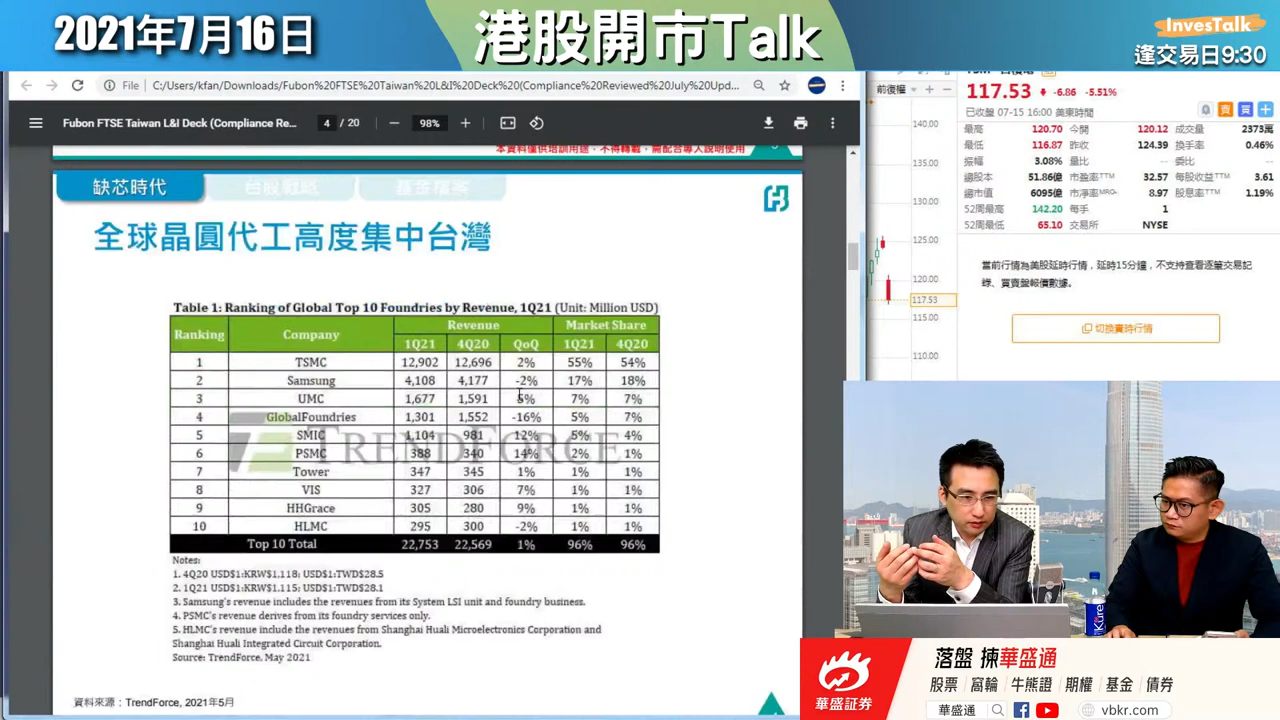 2021年7月16日
港股開市Talk
InvesTalk
逢交易日9:30
File C:/Users/kfan/Downloads/Fubon%20FTSE%20Taiwan%20L&I%20Deck%20(Compliance%20Reviewed%20July%20Upd...
Fubon FTSE Taiwan L&I Deck (Compliance Re... 4 / 20 98%
本資料僅供培訓用途、不得轉載，需配合專人說明使用
缺芯時代
台股戰略
基金檔案
全球晶圓代工高度集中台灣
Table 1: Ranking of Global Top 10 Foundries by Revenue, 1Q21 (Unit: Million USD)
Ranking Company Revenue Market Share
1Q21 4Q20 QoQ 1Q21 4Q20
1 TSMC 12,902 12,696 2% 55% 54%
2 Samsung 4,108 4,177 -2% 17% 18%
3 UMC 1,677 1,591 5% 7% 7%
4 GlobalFoundries 1,301 1,552 -16% 5% 7%
5 SMIC 1,104 981 12% 5% 4%
6 PSMC 388 340 14% 2% 1%
7 Tower 347 345 1% 1% 1%
8 VIS 327 306 7% 1% 1%
9 HHGrace 305 280 9% 1% 1%
10 HLMC 295 300 -2% 1% 1%
Top 10 Total 22,753 22,569 1% 96% 96%
TRENDFORCE
Notes:
1. 4Q20 USD$1:KRW$1,118; USD$1:TWD$28.5
2. 1Q21 USD$1:KRW$1,115; USD$1:TWD$28.1
3. Samsung's revenue includes the revenues from its System LSI unit and foundry business.
4. PSMC's revenue derives from its foundry services only.
5. HLMC's revenue include the revenues from Shanghai Huali Microelectronics Corporation and
Shanghai Huali Integrated Circuit Corporation.
Source: TrendForce, May 2021
資料來源：TrendForce, 2021年5月
前復權
140.00
135.00
130.00
125.00
120.00
117.53
115.00
110.00
117.53 -6.86 -5.51%
已收盤 07-15 16:00 美東時間
賣 買
最高 120.70 今開 120.12 成交量 2373萬
最低 116.87 昨收 124.39 換手率 0.46%
振幅 3.08% 量比 -- 委比 --
總股本 51.86億 市盈率TTM 32.57 每股收益TTM 3.61
總市值 6095億 市淨率MRQ 8.97 股息率TTM 1.19%
52周最高 142.20 每手 1
52周最低 65.10 交易所 NYSE
當前行情為美股延時行情，延時15分鐘，不支持查看逐筆交易記
錄、買賣盤報價數據。
切換實時行情
華盛証券
落盤 揀華盛通
股票 | 窩輪 | 牛熊證 | 期權 | 基金 | 債券
華盛通 vbkr.com